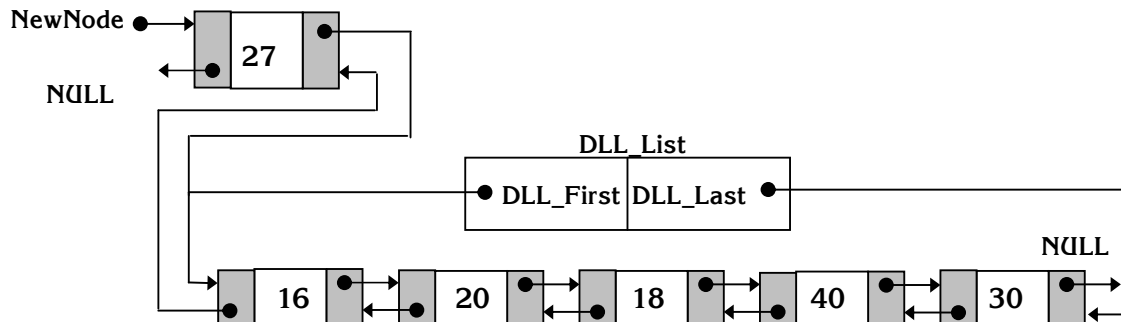 NewNode
27
NULL
DLL_List
DLL_First DLL_Last
NULL
16 20 18 40 30